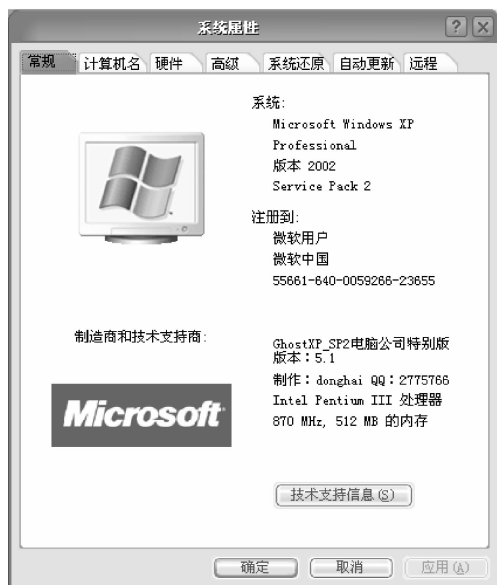 系统属性
常规 计算机名 硬件 高级 系统还原 自动更新 远程
系统:
Microsoft Windows XP
Professional
版本 2002
Service Pack 2
注册到:
微软用户
微软中国
55661-640-0059266-23655
制造商和技术支持商:
GhostXP_SP2电脑公司特别版
版本：5.1
制作：donghai QQ：2775766
Intel Pentium III 处理器
870 MHz, 512 MB 的内存
Microsoft
技术支持信息(S)
确定 取消 应用(A)